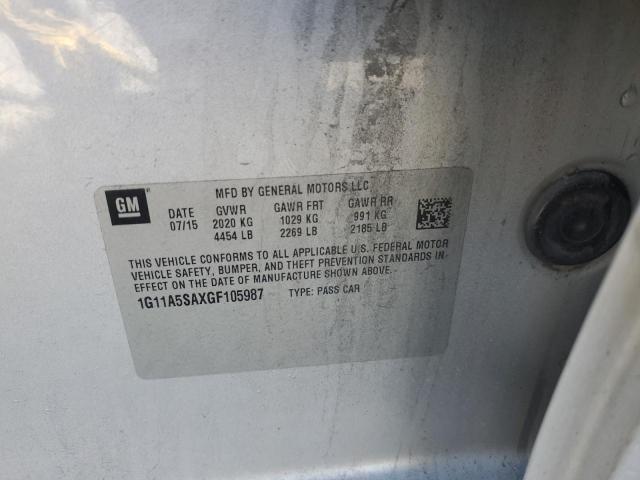 GM
MFD BY GENERAL MOTORS LLC
DATE GVWR GAWR FRT GAWR RR
07/15 2020 KG 1029 KG 991 KG
4454 LB 2269 LB 2185 LB
THIS VEHICLE CONFORMS TO ALL APPLICABLE U.S. FEDERAL MOTOR
VEHICLE SAFETY, BUMPER, AND THEFT PREVENTION STANDARDS IN
EFFECT ON THE DATE OF MANUFACTURE SHOWN ABOVE.
1G11A5SAXGF105987 TYPE: PASS CAR